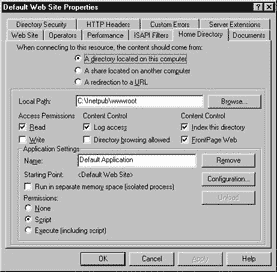 Default Web Site Properties
Directory Security HTTP Headers Custom Errors Server Extensions
Web Site Operators Performance ISAPI Filters Home Directory Documents
When connecting to this resource, the content should come from:
A directory located on this computer
A share located on another computer
A redirection to a URL
Local Path: C:\Inetpub\wwwroot Browse...
Access Permissions Content Control Content Control
Read Log access Index this directory
Write Directory browsing allowed FrontPage Web
Application Settings
Name: Default Application Remove
Starting Point: <Default Web Site>
Configuration...
Run in separate memory space (isolated process)
Permissions: Unload
None
Script
Execute (including script)
OK Cancel Apply Help